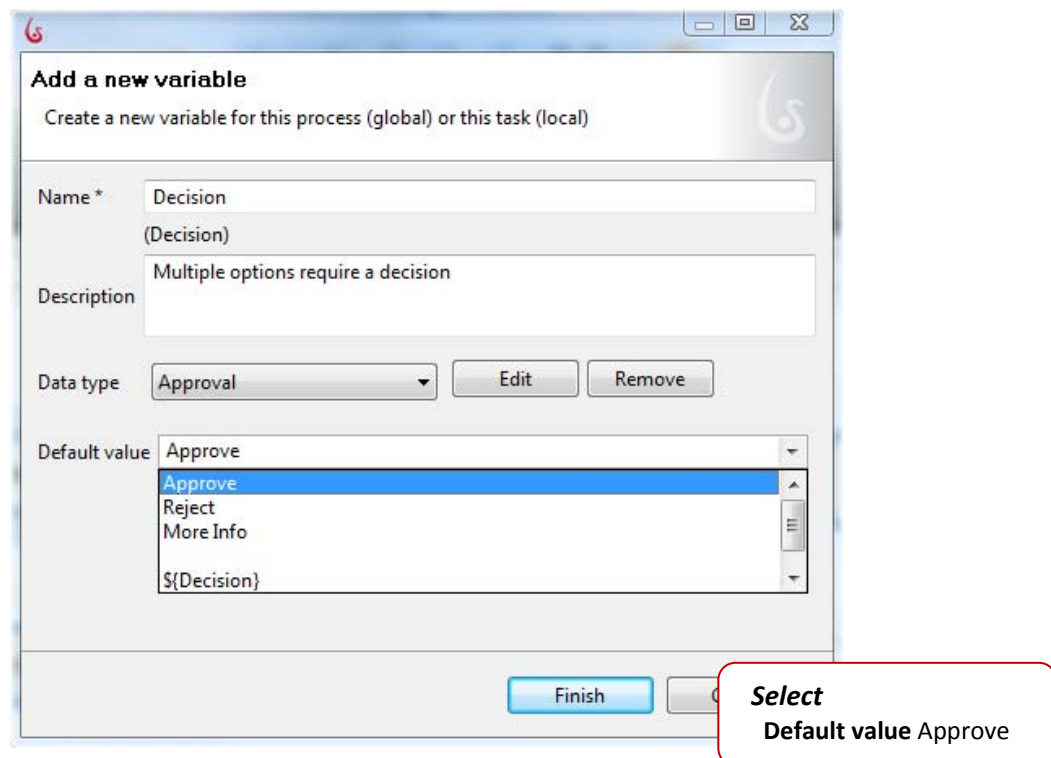 Add a new variable
Create a new variable for this process (global) or this task (local)
Name * Decision
(Decision)
Description Multiple options require a decision
Data type Approval Edit Remove
Default value Approve
Approve
Reject
More Info
${Decision}
Finish
Select
Default value Approve